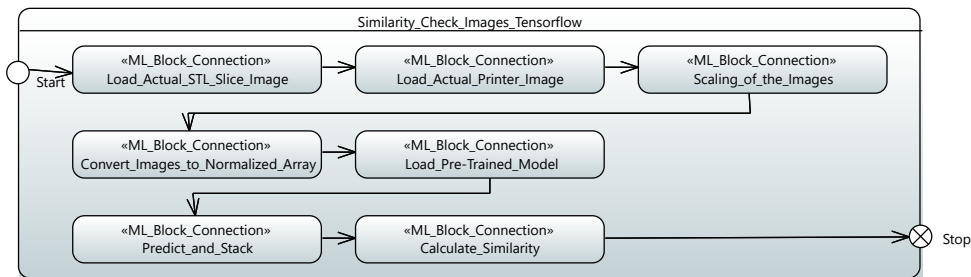 Similarity_Check_Images_Tensorflow
Start
«ML_Block_Connection»
Load_Actual_STL_Slice_Image
«ML_Block_Connection»
Load_Actual_Printer_Image
«ML_Block_Connection»
Scaling_of_the_Images
«ML_Block_Connection»
Convert_Images_to_Normalized_Array
«ML_Block_Connection»
Load_Pre-Trained_Model
«ML_Block_Connection»
Predict_and_Stack
«ML_Block_Connection»
Calculate_Similarity
Stop